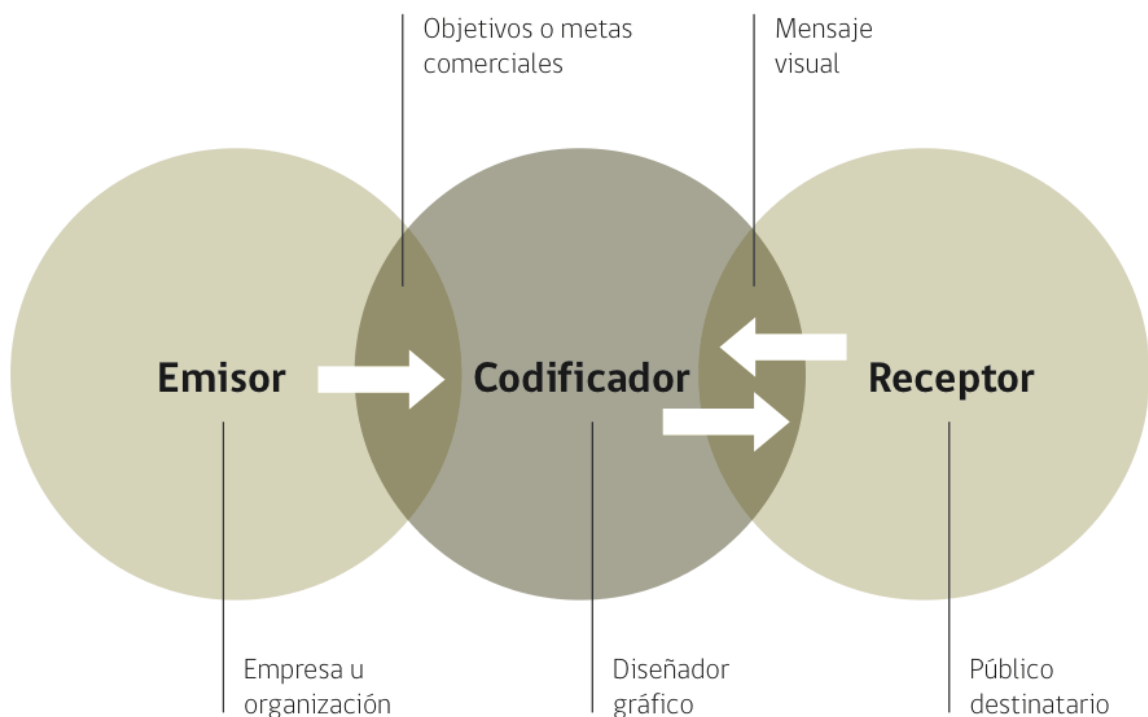 Objetivos o metas
comerciales
Mensaje
visual
Emisor
Codificador
Receptor
Empresa u
organización
Diseñador
gráfico
Público
destinatario